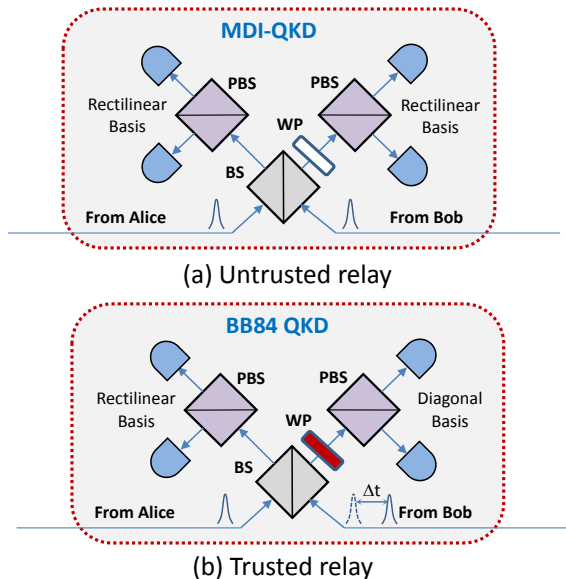 MDI-QKD
PBS
PBS
Rectilinear
Basis
WP
Rectilinear
Basis
BS
From Alice
From Bob
(a) Untrusted relay
BB84 QKD
PBS
PBS
Rectilinear
Basis
WP
Diagonal
Basis
BS
Δt
From Alice
From Bob
(b) Trusted relay